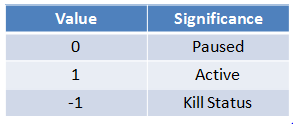 Value Significance
0 Paused
1 Active
-1 Kill Status